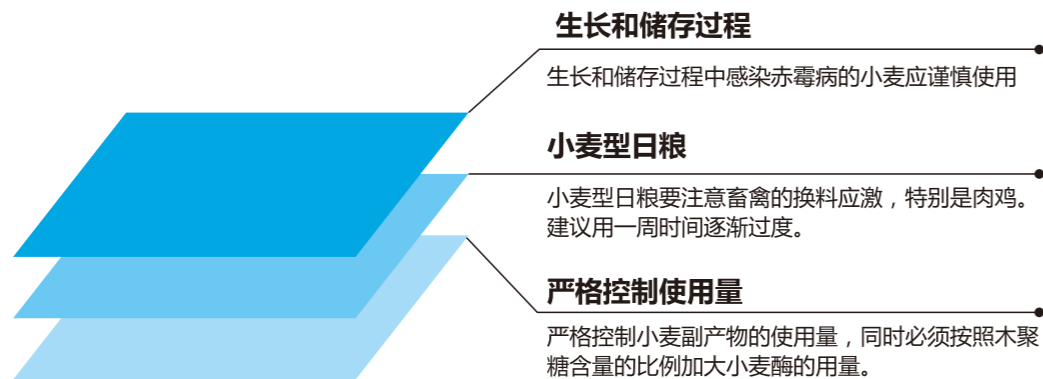 生长和储存过程
生长和储存过程中感染赤霉病的小麦应谨慎使用
小麦型日粮
小麦型日粮要注意畜禽的换料应激，特别是肉鸡。
建议用一周时间逐渐过度。
严格控制使用量
严格控制小麦副产物的使用量，同时必须按照木聚
糖含量的比例加大小麦酶的用量。